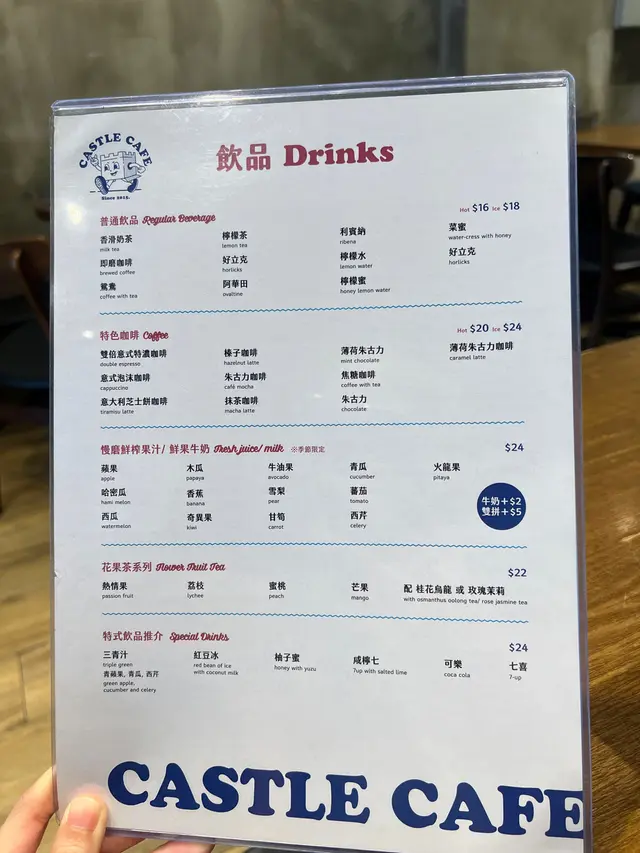 CASTLE CAFE
Since 2015.
飲品 Drinks
普通飲品 Regular Beverage
Hot $16 Ice $18
香滑奶茶
milk tea
檸檬茶
lemon tea
利賓納
ribena
菜蜜
water-cress with honey
即磨咖啡
brewed coffee
好立克
horlicks
檸檬水
lemon water
好立克
horlicks
鴛鴦
coffee with tea
阿華田
ovaltine
檸檬蜜
honey lemon water
特色咖啡 Coffee
Hot $20 Ice $24
雙倍意式特濃咖啡
double espresso
榛子咖啡
hazelnut latte
薄荷朱古力
mint chocolate
薄荷朱古力咖啡
caramel latte
意式泡沫咖啡
cappuccino
朱古力咖啡
café mocha
焦糖咖啡
coffee with tea
意大利芝士餅咖啡
tiramisu latte
抹茶咖啡
macha latte
朱古力
chocolate
慢磨鮮榨果汁/ 鮮果牛奶 Fresh juice/ milk ※季節限定
$24
蘋果
apple
木瓜
papaya
牛油果
avocado
青瓜
cucumber
火龍果
pitaya
哈密瓜
hami melon
香蕉
banana
雪梨
pear
蕃茄
tomato
西瓜
watermelon
奇異果
kiwi
甘筍
carrot
西芹
celery
牛奶+$2
雙拼+$5
花果茶系列 Flower Fruit Tea
$22
熱情果
passion fruit
荔枝
lychee
蜜桃
peach
芒果
mango
配 桂花烏龍 或 玫瑰茉莉
with osmanthus oolong tea/ rose jasmine tea
特式飲品推介 Special Drinks
$24
三青汁
triple green
青蘋果, 青瓜, 西芹
green apple,
cucumber and celery
紅豆冰
red bean of ice
with coconut milk
柚子蜜
honey with yuzu
咸檸七
7up with salted lime
可樂
coca cola
七喜
7-up
CASTLE CAFE